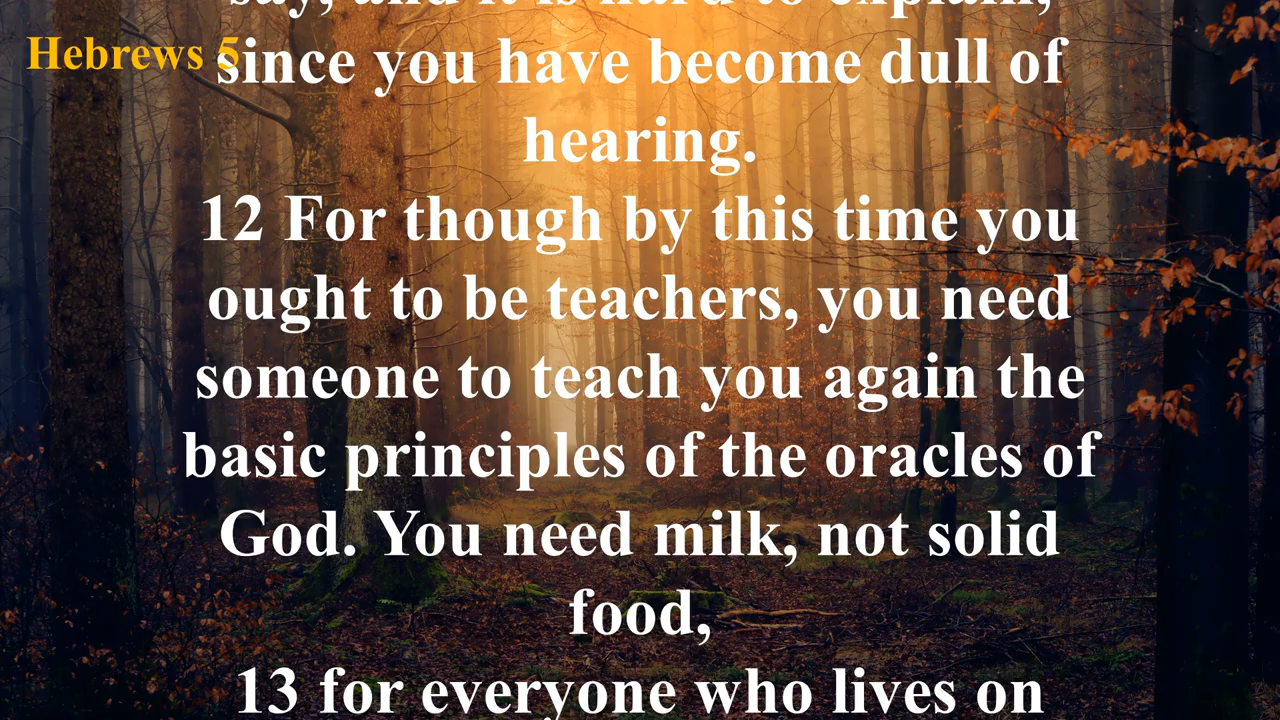 say, and it is hard to explain,
Hebrews 5
since you have become dull of
hearing.
12 For though by this time you
ought to be teachers, you need
someone to teach you again the
basic principles of the oracles of
God. You need milk, not solid
food,
13 for everyone who lives on